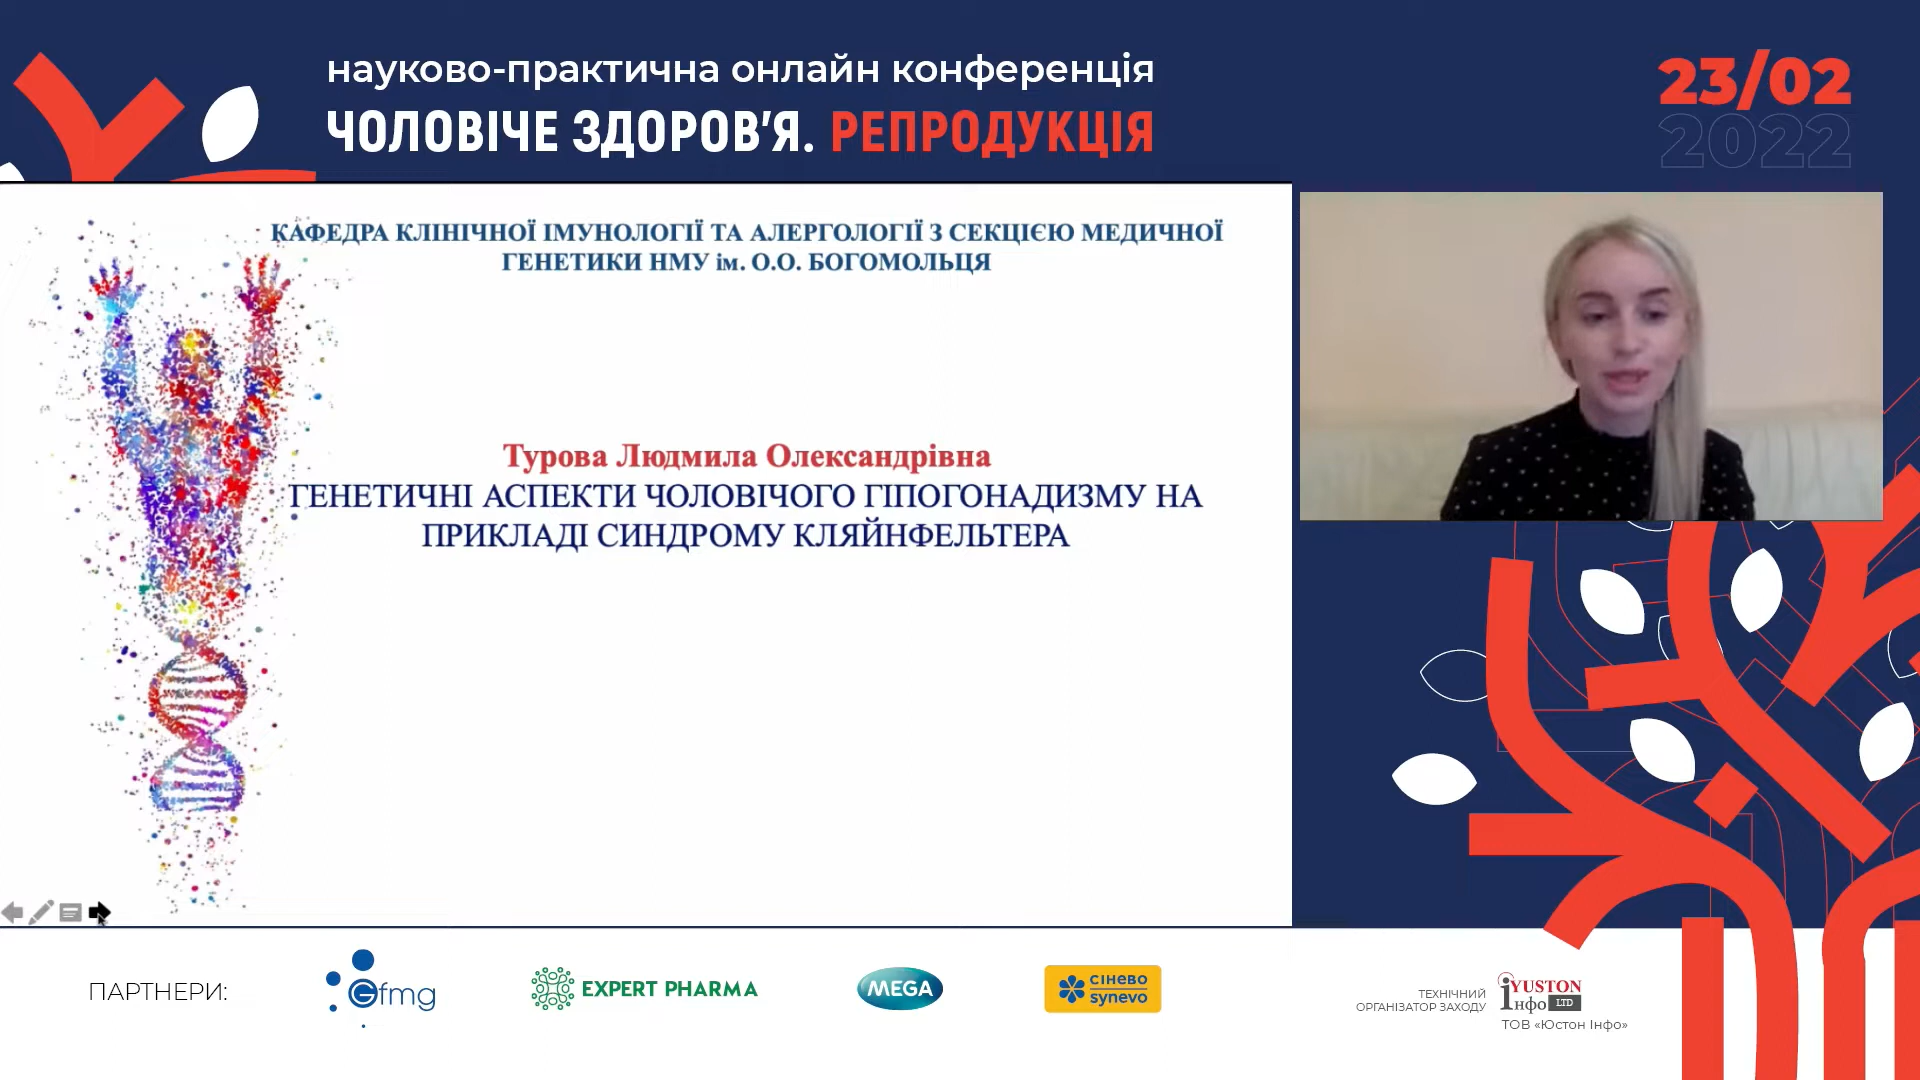 науково-практична онлайн конференція
ЧОЛОВІЧЕ ЗДОРОВ'Я. РЕПРОДУКЦІЯ
23/02
2022
КАФЕДРА КЛІНІЧНОЇ ІМУНОЛОГІЇ ТА АЛЕРГОЛОГІЇ З СЕКЦІЄЮ МЕДИЧНОЇ
ГЕНЕТИКИ НМУ ім. О.О. БОГОМОЛЬЦЯ
Турова Людмила Олександрівна
ГЕНЕТИЧНІ АСПЕКТИ ЧОЛОВІЧОГО ГІПОГОНАДИЗМУ НА
ПРИКЛАДІ СИНДРОМУ КЛЯЙНФЕЛЬТЕРА
ПАРТНЕРИ:
Gfmg
EXPERT PHARMA
MEGA
СІНЕВО
synevo
ТЕХНІЧНИЙ
ОРГАНІЗАТОР ЗАХОДУ
YUSTON
Інфо LTD
ТОВ «Юстон Інфо»